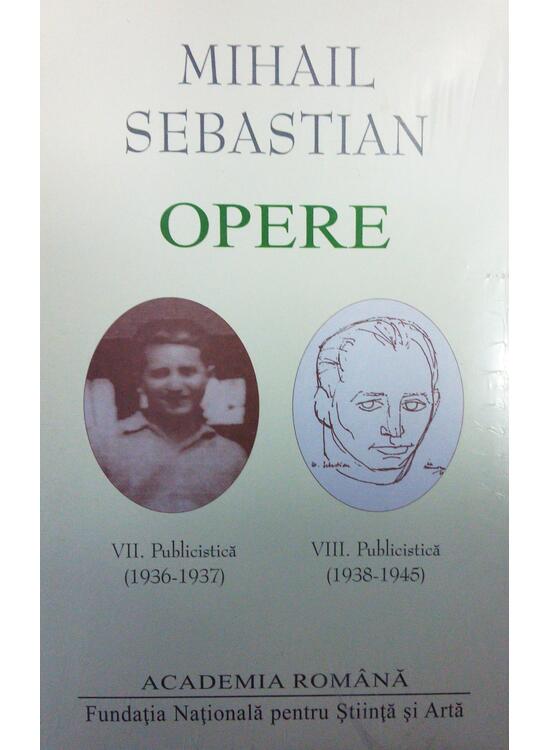 MIHAIL
SEBASTIAN
OPERE
M. Sebastian
VII. Publicistică
(1936-1937)
VIII. Publicistică
(1938-1945)
ACADEMIA ROMÂNĂ
Fundația Națională pentru Știință și Artă